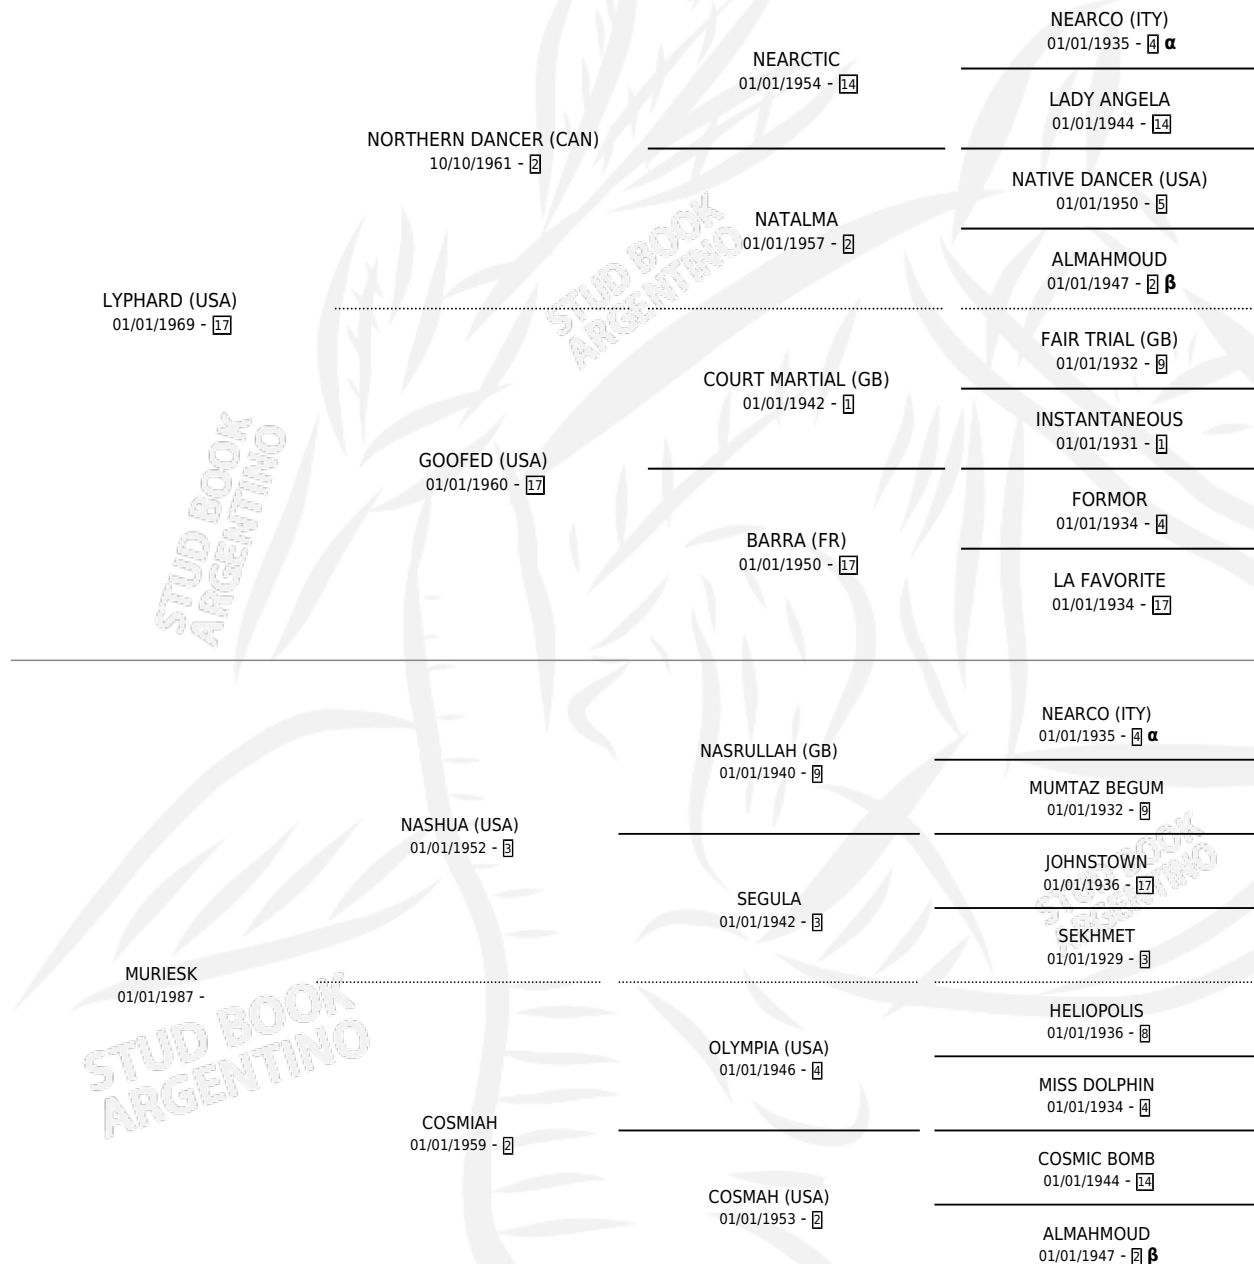 NEARCO (ITY)
01/01/1935 - 4 α
NEARCTIC
01/01/1954 - 14
LADY ANGELA
01/01/1944 - 14
NORTHERN DANCER (CAN)
10/10/1961 - 2
NATIVE DANCER (USA)
01/01/1950 - 5
NATALMA
01/01/1957 - 2
ALMAHMOUD
01/01/1947 - 2 β
LYPHARD (USA)
01/01/1969 - 17
FAIR TRIAL (GB)
01/01/1932 - 9
COURT MARTIAL (GB)
01/01/1942 - 1
INSTANTANEOUS
01/01/1931 - 1
GOOFED (USA)
01/01/1960 - 17
FORMOR
01/01/1934 - 4
BARRA (FR)
01/01/1950 - 17
LA FAVORITE
01/01/1934 - 17
NEARCO (ITY)
01/01/1935 - 4 α
NASRULLAH (GB)
01/01/1940 - 9
MUMTAZ BEGUM
01/01/1932 - 9
NASHUA (USA)
01/01/1952 - 3
JOHNSTOWN
01/01/1936 - 17
SEGULA
01/01/1942 - 3
SEKHMET
01/01/1929 - 3
MURIESK
01/01/1987 -
HELIOPOLIS
01/01/1936 - 8
OLYMPIA (USA)
01/01/1946 - 4
MISS DOLPHIN
01/01/1934 - 4
COSMIAH
01/01/1959 - 2
COSMIC BOMB
01/01/1944 - 14
COSMAH (USA)
01/01/1953 - 2
ALMAHMOUD
01/01/1947 - 2 β
STUD BOOK
ARGENTINO
STUD BOOK
ARGENTINO
STUD BOOK
ARGENTINO
STUD BOOK
ARGENTINO